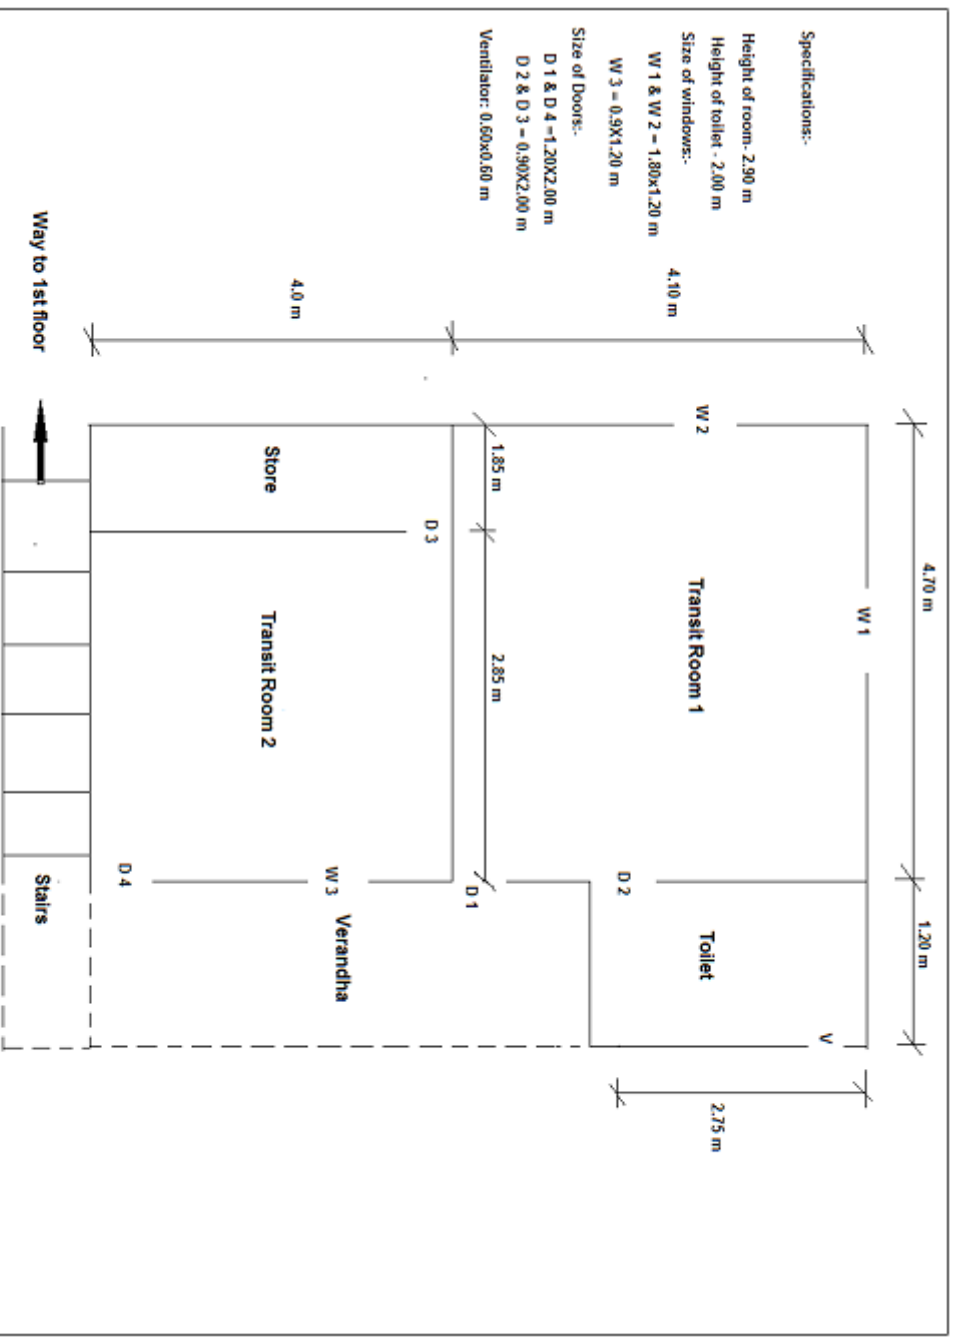 Specifications:-
Height of room- 2.90 m
Height of toilet - 2.00 m
Size of windows:-
W 1 & W 2 = 1.80x1.20 m
W 3 = 0.9X1.20 m
Size of Doors:-
D 1 & D 4 =1.20X2.00 m
D 2 & D 3 = 0.90X2.00 m
Ventilator: 0.60x0.60 m
4.70 m
1.20 m
W 1
V
4.10 m
W 2
Transit Room 1
Toilet
2.75 m
D 2
1.85 m
2.85 m
D 1
D 3
4.0 m
Store
Transit Room 2
W 3
Verandha
D 4
Way to 1st floor
Stairs